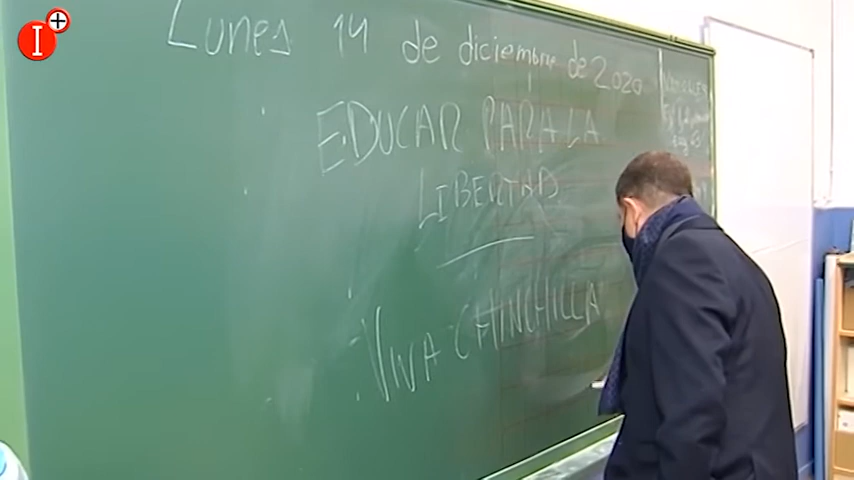 I+
Lunes 14 de diciembre de 2020
EDUCAR PARA LA
LIBERTAD
VIVA CHINCHILLA